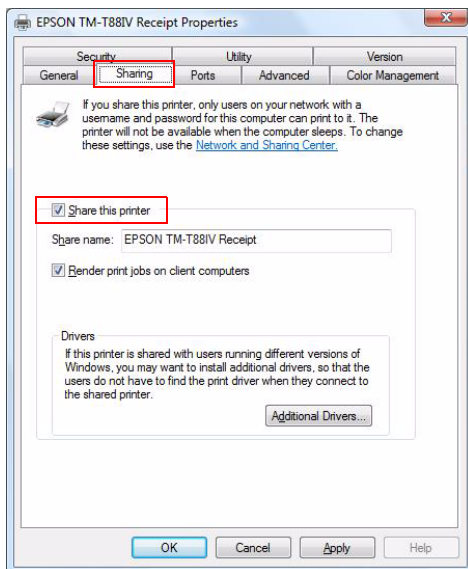 EPSON TM-T88IV Receipt Properties
Security Utility Version
General Sharing Ports Advanced Color Management
If you share this printer, only users on your network with a
username and password for this computer can print to it. The
printer will not be available when the computer sleeps. To change
these settings, use the Network and Sharing Center.
Share this printer
Share name: EPSON TM-T88IV Receipt
Render print jobs on client computers
Drivers
If this printer is shared with users running different versions of
Windows, you may want to install additional drivers, so that the
users do not have to find the print driver when they connect to
the shared printer.
Additional Drivers...
OK Cancel Apply Help